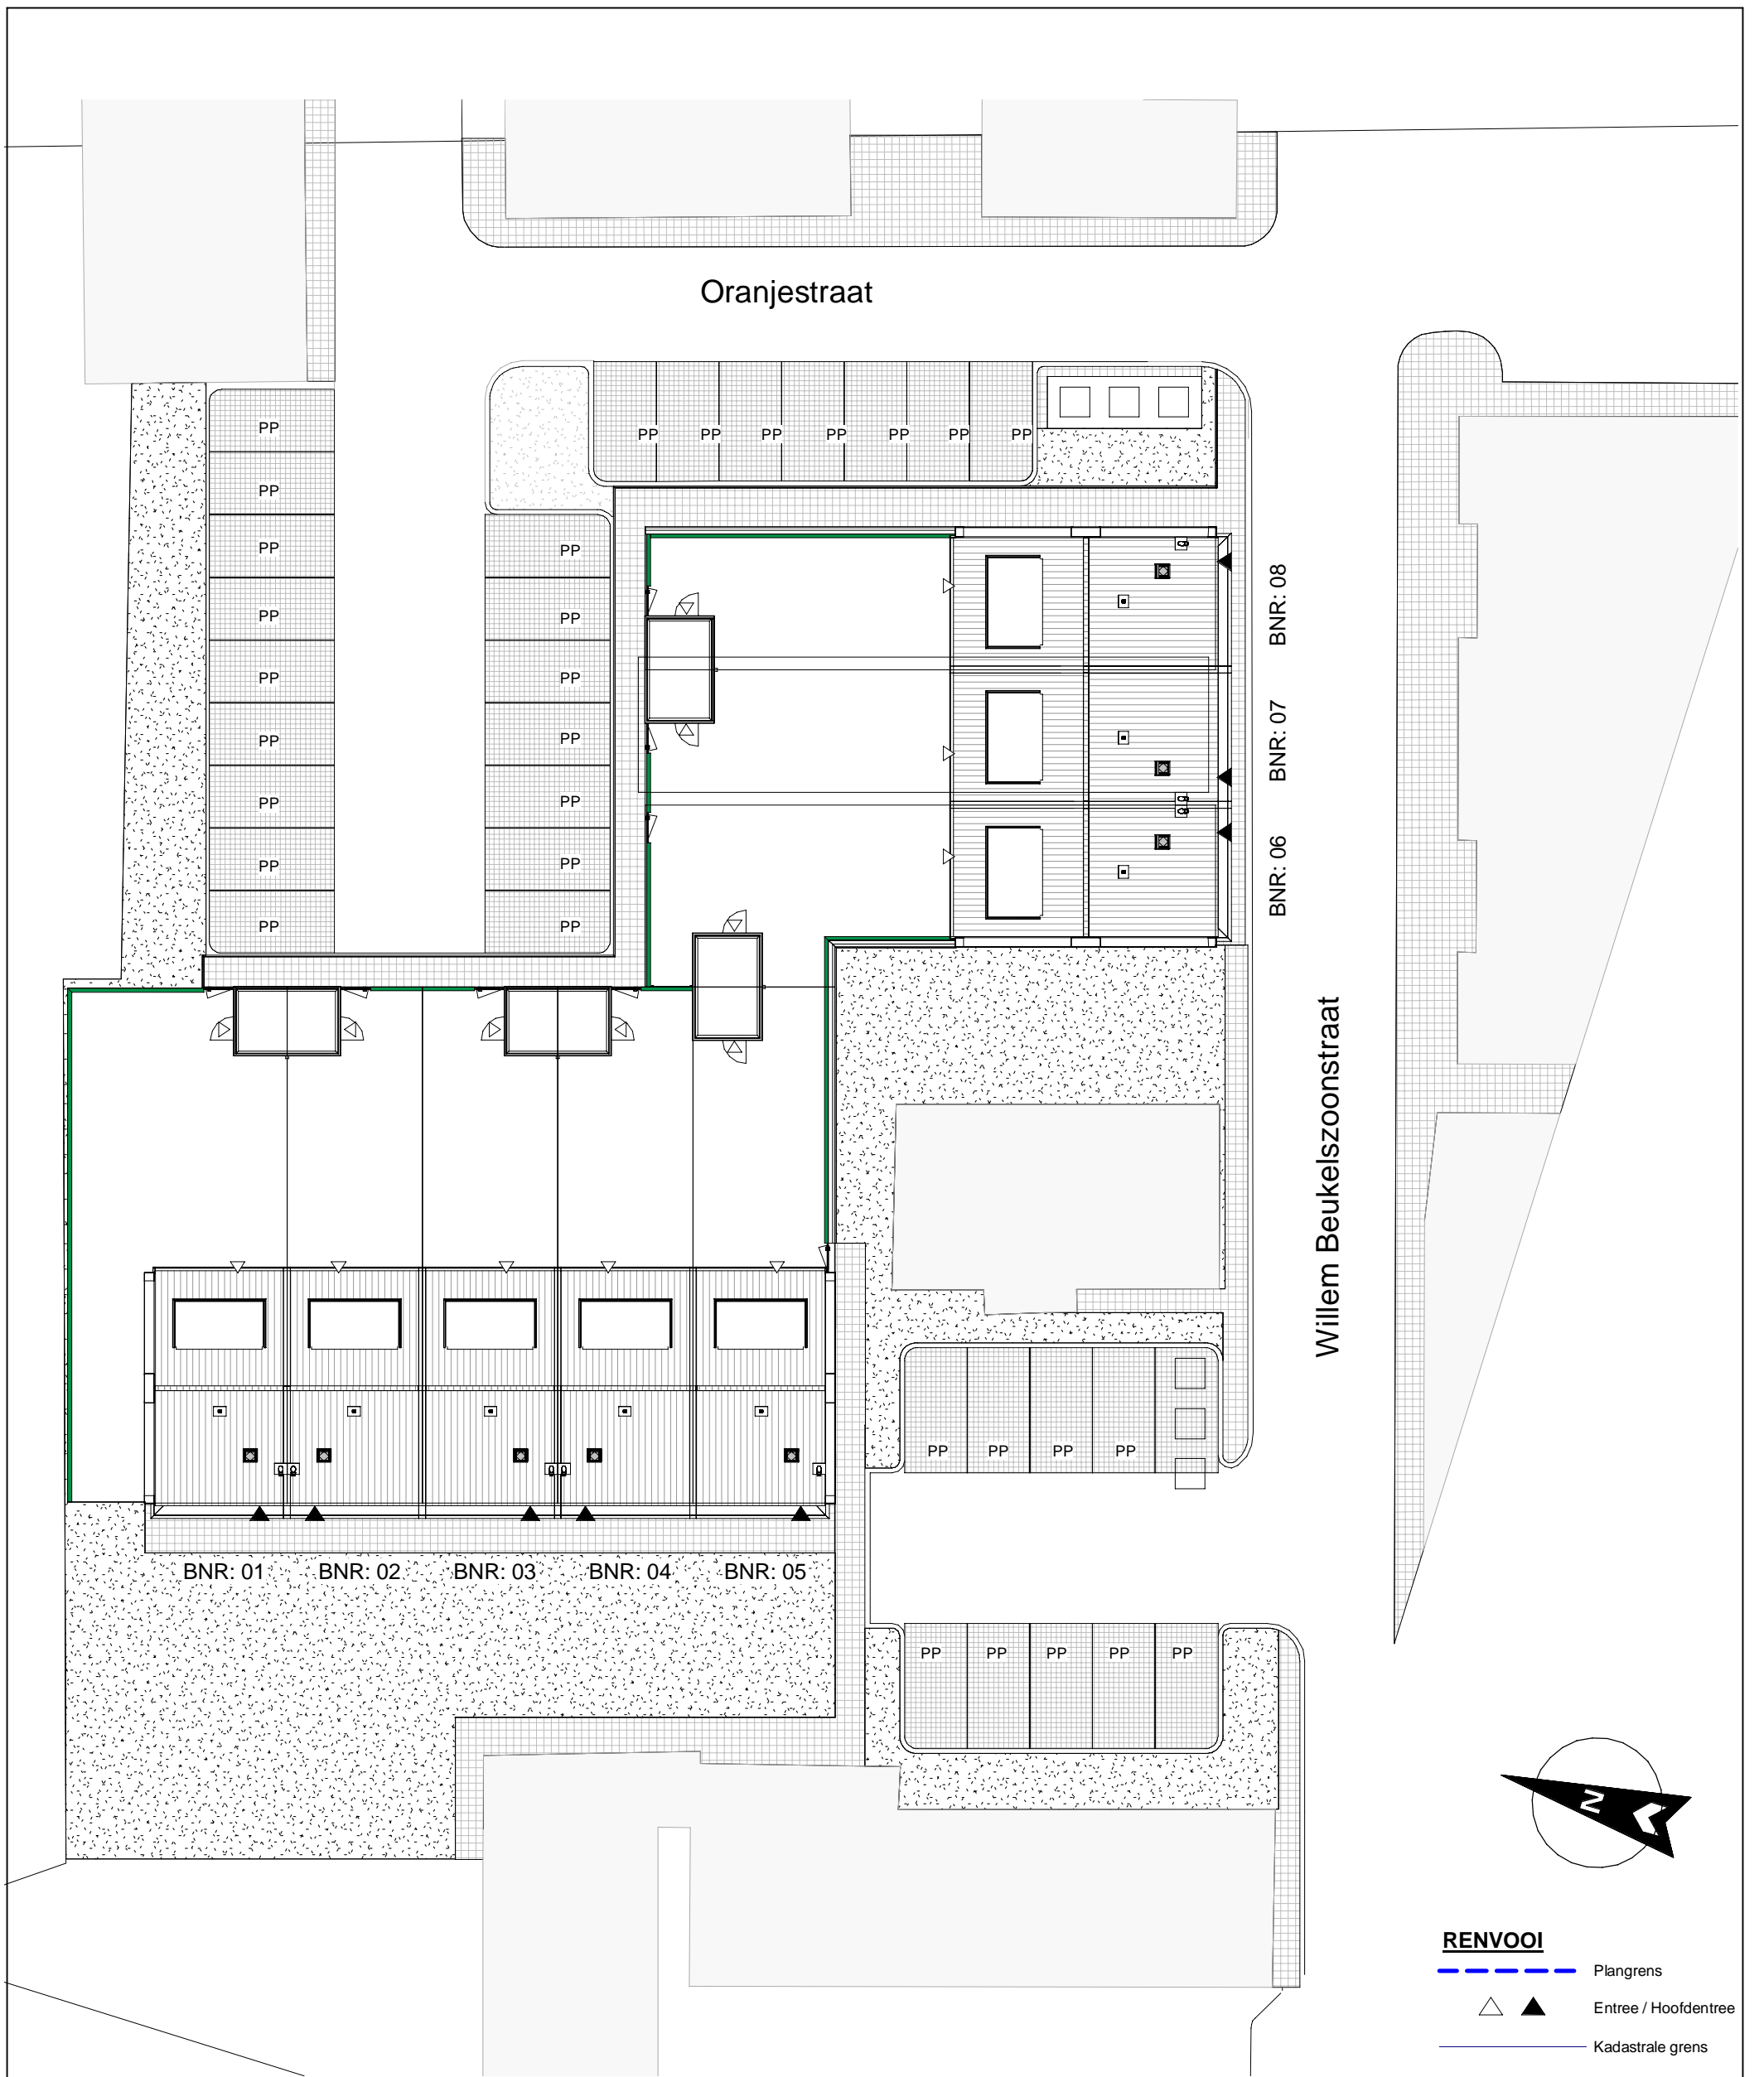 Oranjestraat
PP
PP PP PP PP PP PP PP
PP
PP PP
PP PP
PP PP
PP PP
PP PP
PP PP
PP PP
BNR: 08
BNR: 07
BNR: 06
Willem Beukelszoonstraat
PP PP PP PP
BNR: 01 BNR: 02 BNR: 03 BNR: 04 BNR: 05
PP PP PP PP PP
N
RENVOOI
Plangrens
Entree / Hoofdentree
Kadastrale grens